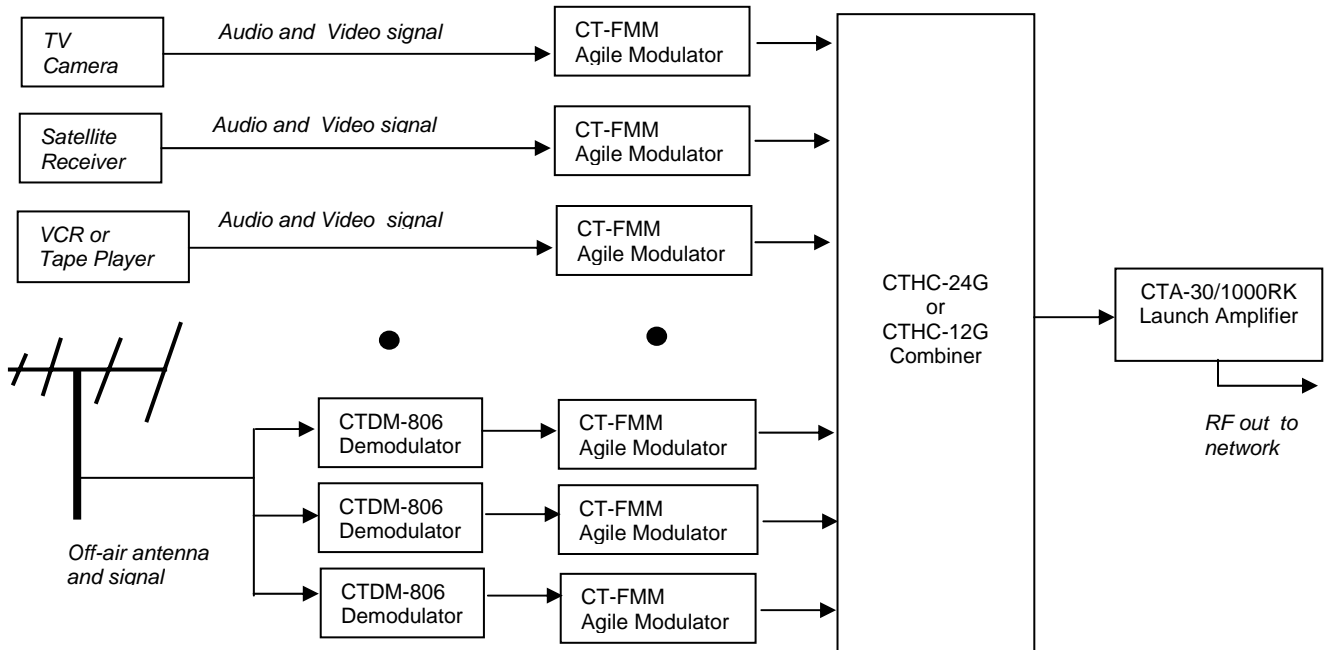 TV
Camera
Audio and Video signal
CT-FMM
Agile Modulator
Satellite
Receiver
Audio and Video signal
CT-FMM
Agile Modulator
VCR or
Tape Player
Audio and Video signal
CT-FMM
Agile Modulator
CTHC-24G
or
CTHC-12G
Combiner
CTA-30/1000RK
Launch Amplifier
RF out to
network
CTDM-806
Demodulator
CT-FMM
Agile Modulator
CTDM-806
Demodulator
CT-FMM
Agile Modulator
Off-air antenna
and signal
CTDM-806
Demodulator
CT-FMM
Agile Modulator